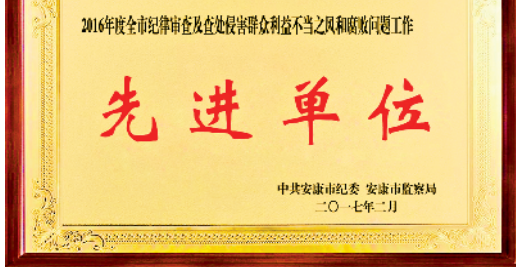 2016年度全市纪律审查及查处侵害群众利益不当之风和腐败问题工作
先进单位
中共安康市纪委 安康市监察局
二〇一七年二月